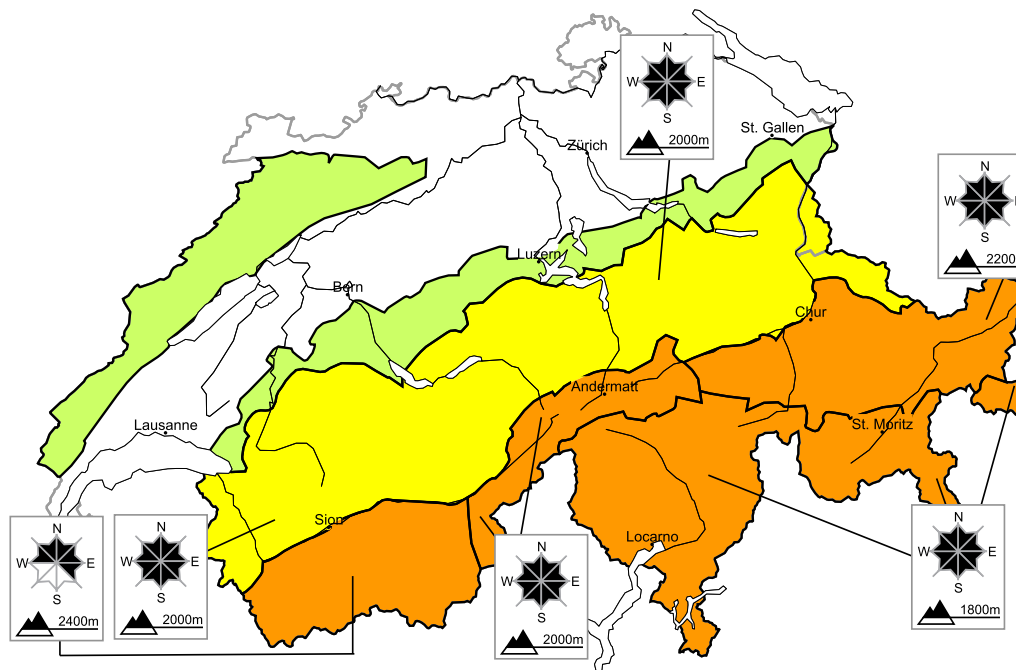 N
W E
S
2000m
St. Gallen
Zürich
N
W
S
2200
Luzern
Bern
Chur
Andermatt
St. Moritz
Lausanne
Sion
Locarno
N
W E
S
2400m
N
W E
S
2000m
N
W E
S
2000m
N
W E
S
1800m